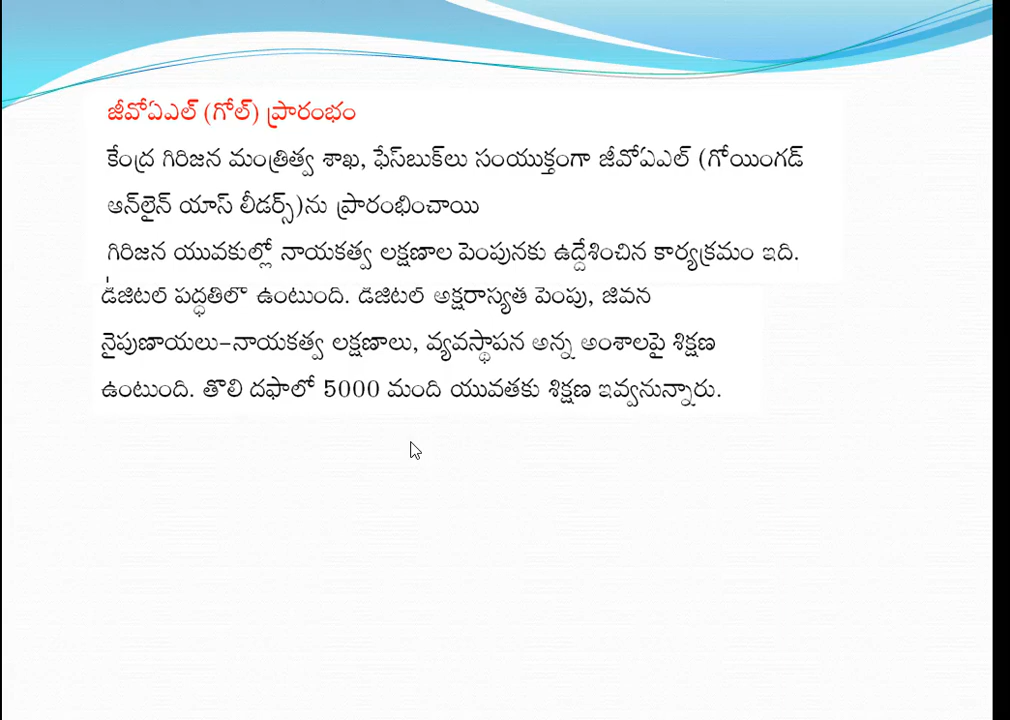 జీవోఏఎల్ (గోల్) ప్రారంభం
కేంద్ర గిరిజన మంత్రిత్వ శాఖ, ఫేస్‌బుక్‌లు సంయుక్తంగా జీవోఏఎల్ (గోయింగడ్
ఆన్‌లైన్ యాస్ లీడర్స్)ను ప్రారంభించాయి
గిరిజన యువకుల్లో నాయకత్వ లక్షణాల పెంపునకు ఉద్దేశించిన కార్యక్రమం ఇది.
డిజిటల్ పద్ధతిలో ఉంటుంది. డిజిటల్ అక్షరాస్యత పెంపు, జీవన
నైపుణాయలు-నాయకత్వ లక్షణాలు, వ్యవస్థాపన అన్న అంశాలపై శిక్షణ
ఉంటుంది. తొలి దఫాలో 5000 మంది యువతకు శిక్షణ ఇవ్వనున్నారు.